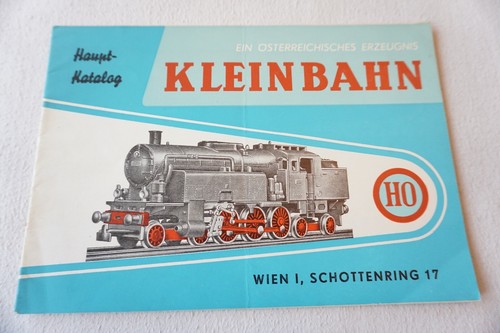 Haupt-
Katalog
EIN ÖSTERREICHISCHES ERZEUGNIS
KLEINBAHN
HO
WIEN I, SCHOTTENRING 17